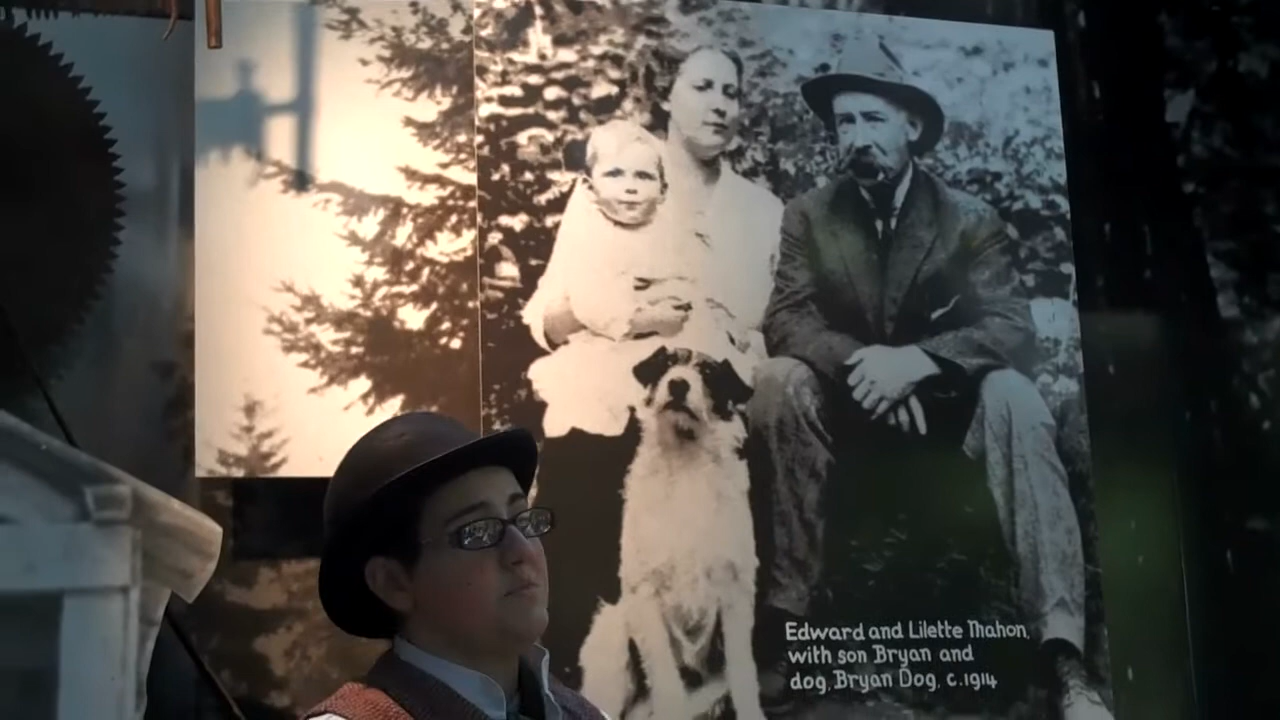 Edward and Lilette Mahon,
with son Bryan and
dog, Bryan Dog, c.1914